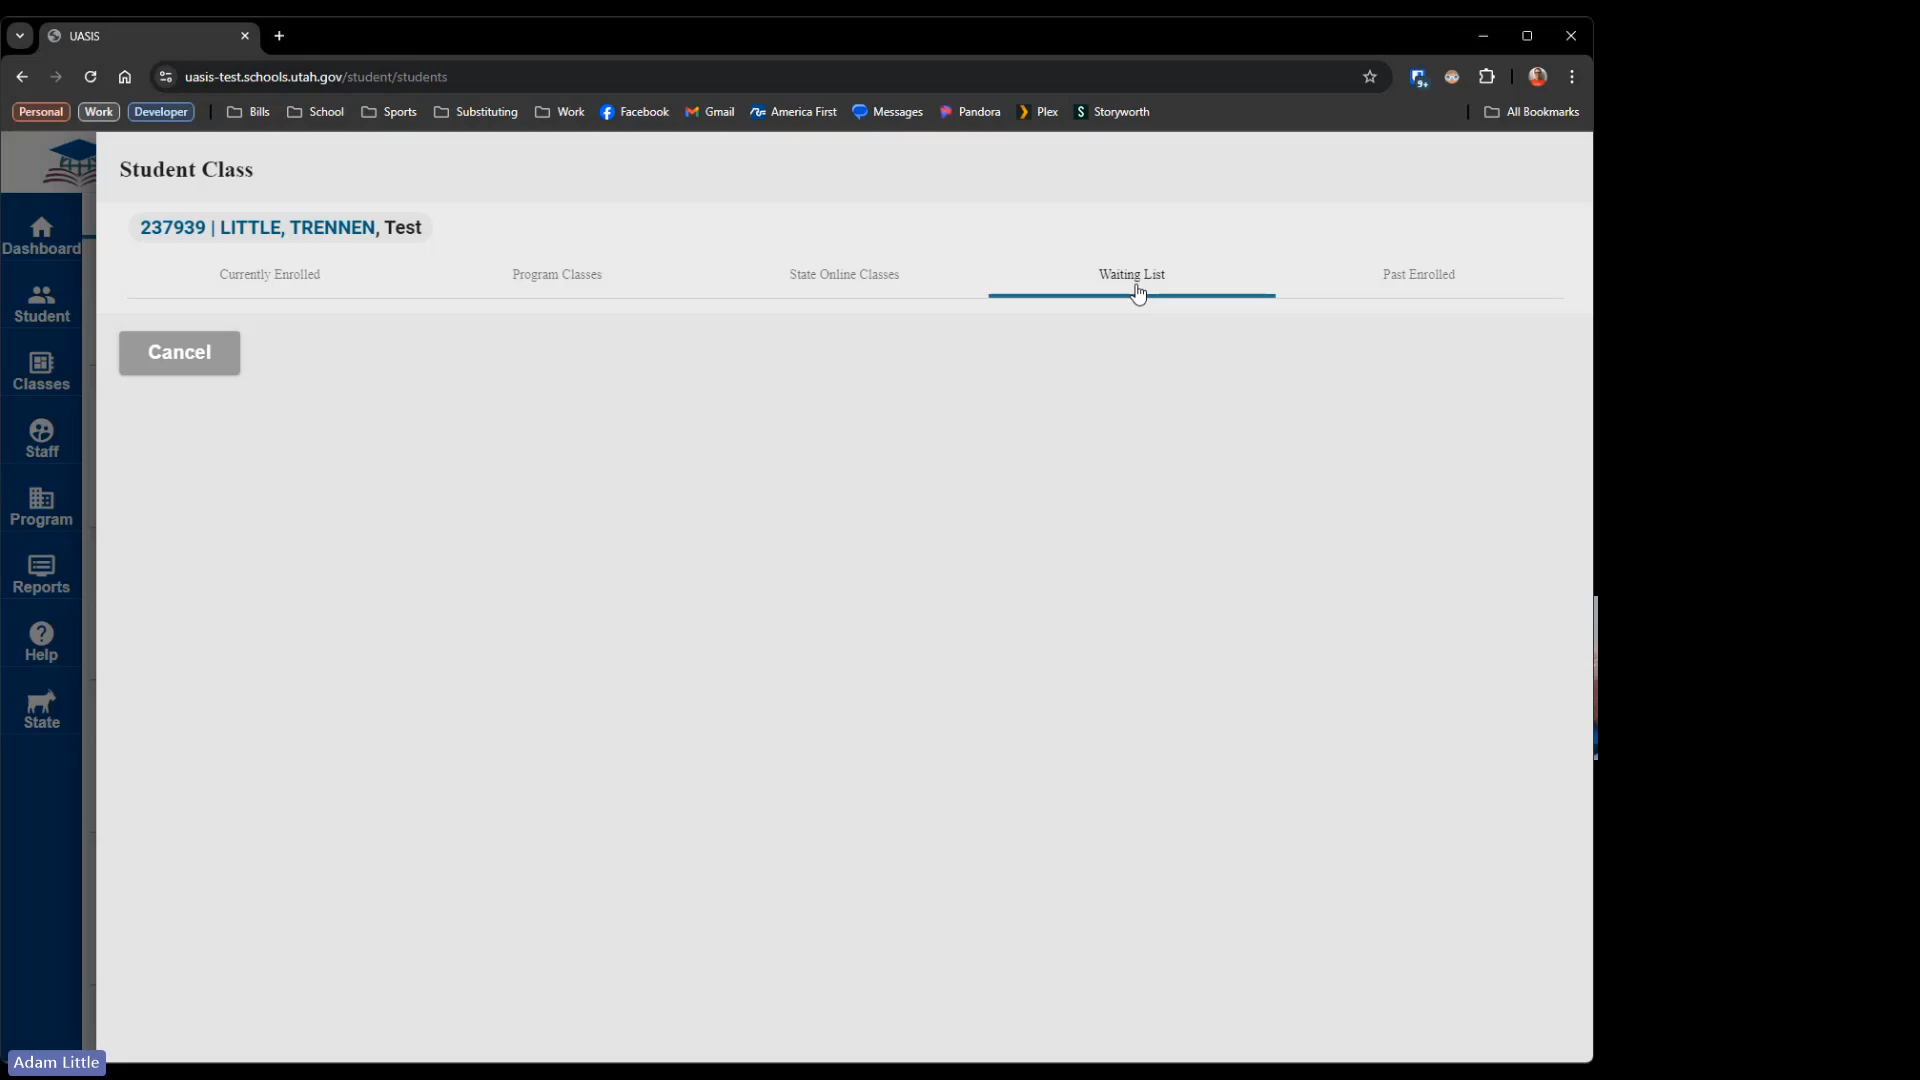 UASIS
uasis-test.schools.utah.gov/student/students
9+
Personal Work Developer Bills School Sports Substituting Work Facebook Gmail America First Messages Pandora Plex Storyworth All Bookmarks
Student Class
237939 | LITTLE, TRENNEN, Test
Currently Enrolled Program Classes State Online Classes Waiting List Past Enrolled
Cancel
Dashboard
Student
Classes
Staff
Program
Reports
Help
State
Adam Little